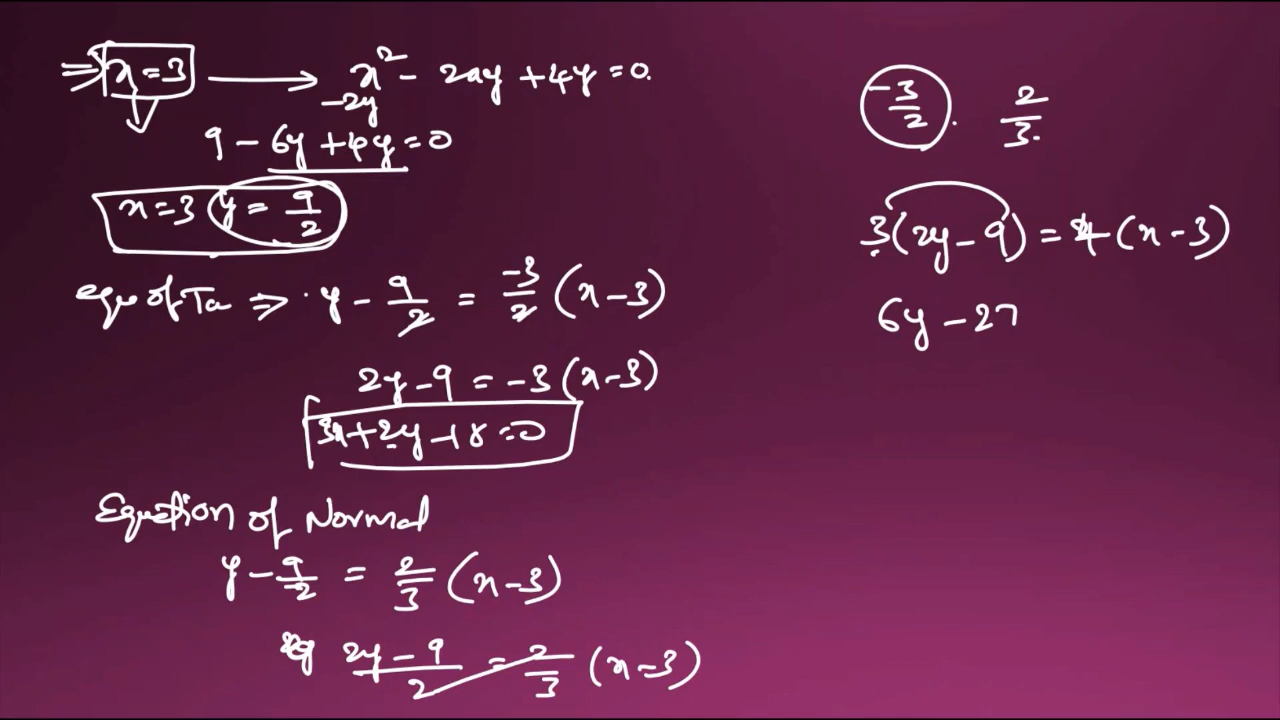 ⇒ x=3 → x² - 2xy + 4y = 0.
-2y
9 - 6y + 4y = 0
x=3 y = 9/2
equ of Ta ⇒ y - 9/2 = -3/2 (x-3)
2y - 9 = -3(x-3)
3x+2y-18=0
Equation of Normal
y - 9/2 = 2/3 (x-3)
2y-9/2 = 2/3 (x-3)
-3/2 . 2/3.
3(2y-9) = 4(x-3)
6y - 27